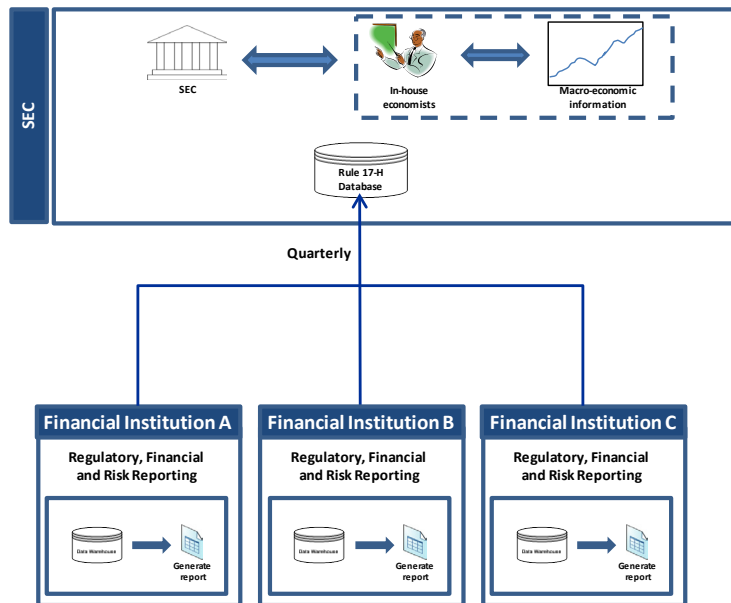 SEC
SEC
In-house
economists
Macro-economic
information
Rule 17-H
Database
Quarterly
Financial Institution A
Regulatory, Financial
and Risk Reporting
Data Warehouse
Generate
report
Financial Institution B
Regulatory, Financial
and Risk Reporting
Data Warehouse
Generate
report
Financial Institution C
Regulatory, Financial
and Risk Reporting
Data Warehouse
Generate
report